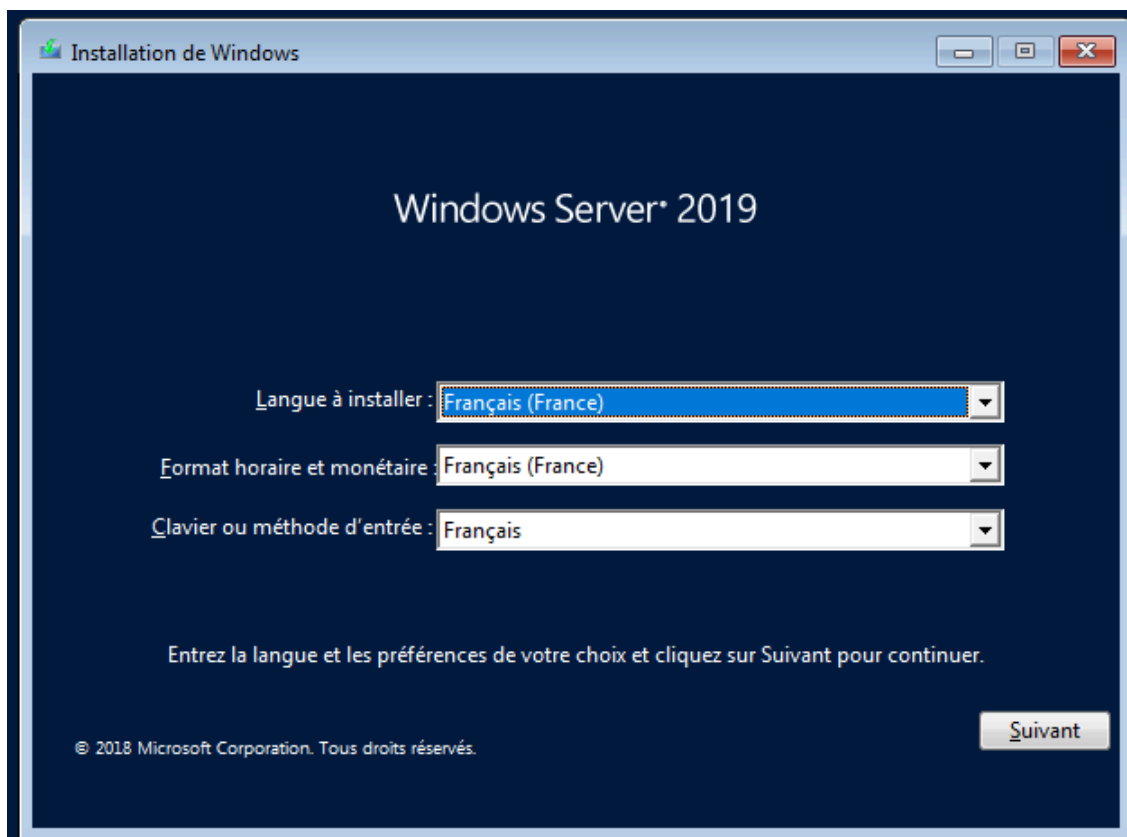 Installation de Windows
Windows Server® 2019
Langue à installer : Français (France)
Format horaire et monétaire : Français (France)
Clavier ou méthode d'entrée : Français
Entrez la langue et les préférences de votre choix et cliquez sur Suivant pour continuer.
Suivant
© 2018 Microsoft Corporation. Tous droits réservés.